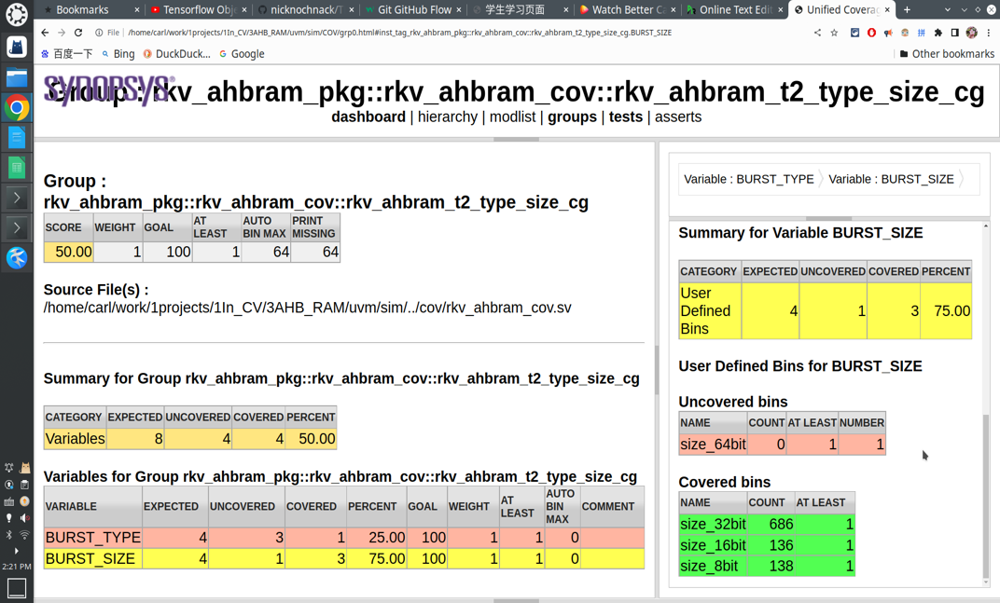 Bookmarks
Tensorflow Obj
nicknochnack/T
Git GitHub Flow
学生学习页面
Watch Better C
Online Text Edit
Unified Covera
File
/home/carl/work/1projects/1In_CV/3AHB_RAM/uvm/sim/COV/grp0.html#inst_tag_rkv_ahbram_pkg::rkv_ahbram_cov::rkv_ahbram_t2_type_size_cg.BURST_SIZE
百度一下
Bing
DuckDuck...
Google
Other bookmarks
SYNOPSYS®
Group : rkv_ahbram_pkg::rkv_ahbram_cov::rkv_ahbram_t2_type_size_cg
dashboard | hierarchy | modlist | groups | tests | asserts
Group :
rkv_ahbram_pkg::rkv_ahbram_cov::rkv_ahbram_t2_type_size_cg
SCORE WEIGHT GOAL AT LEAST AUTO BIN MAX PRINT MISSING
50.00 1 100 1 64 64
Source File(s) :
/home/carl/work/1projects/1In_CV/3AHB_RAM/uvm/sim/../cov/rkv_ahbram_cov.sv
Summary for Group rkv_ahbram_pkg::rkv_ahbram_cov::rkv_ahbram_t2_type_size_cg
CATEGORY EXPECTED UNCOVERED COVERED PERCENT
Variables 8 4 4 50.00
Variables for Group rkv_ahbram_pkg::rkv_ahbram_cov::rkv_ahbram_t2_type_size_cg
VARIABLE EXPECTED UNCOVERED COVERED PERCENT GOAL WEIGHT AT LEAST AUTO BIN MAX COMMENT
BURST_TYPE 4 3 1 25.00 100 1 1 0
BURST_SIZE 4 1 3 75.00 100 1 1 0
Variable : BURST_TYPE
Variable : BURST_SIZE
Summary for Variable BURST_SIZE
CATEGORY EXPECTED UNCOVERED COVERED PERCENT
User Defined Bins 4 1 3 75.00
User Defined Bins for BURST_SIZE
Uncovered bins
NAME COUNT AT LEAST NUMBER
size_64bit 0 1 1
Covered bins
NAME COUNT AT LEAST
size_32bit 686 1
size_16bit 136 1
size_8bit 138 1
2:21 PM